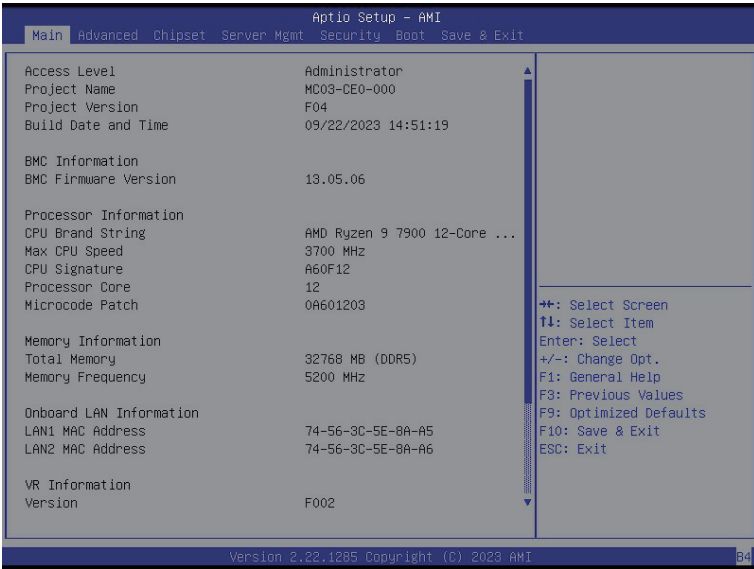 Aptio Setup - AMI
Main Advanced Chipset Server Mgmt Security Boot Save & Exit
Access Level Administrator
Project Name MC03-CE0-000
Project Version F04
Build Date and Time 09/22/2023 14:51:19
BMC Information
BMC Firmware Version 13.05.06
Processor Information
CPU Brand String AMD Ryzen 9 7900 12-Core ...
Max CPU Speed 3700 MHz
CPU Signature A60F12
Processor Core 12
Microcode Patch 0A601203
Memory Information
Total Memory 32768 MB (DDR5)
Memory Frequency 5200 MHz
Onboard LAN Information
LAN1 MAC Address 74-56-3C-5E-8A-A5
LAN2 MAC Address 74-56-3C-5E-8A-A6
VR Information
Version F002
→←: Select Screen
↑↓: Select Item
Enter: Select
+/-: Change Opt.
F1: General Help
F3: Previous Values
F9: Optimized Defaults
F10: Save & Exit
ESC: Exit
Version 2.22.1285 Copyright (C) 2023 AMI
B4